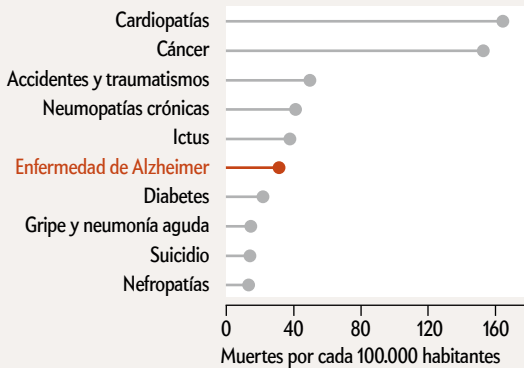 Cardiopatías
Cáncer
Accidentes y traumatismos
Neumopatías crónicas
Ictus
Enfermedad de Alzheimer
Diabetes
Gripe y neumonía aguda
Suicidio
Nefropatías
0 40 80 120 160
Muertes por cada 100.000 habitantes